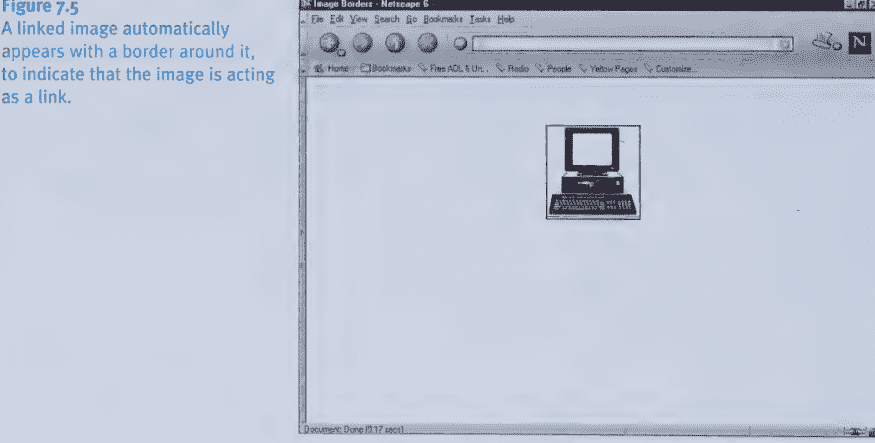 Figure 7.5
A linked image automatically
appears with a border around it,
to indicate that the image is acting
as a link.
Image Borders - Netscape 6
File Edit View Search Go Bookmarks Tasks Help
N
Home Bookmarks Free AOL & Un... Radio People Yellow Pages Customize...
Document: Done (0.17 secs)